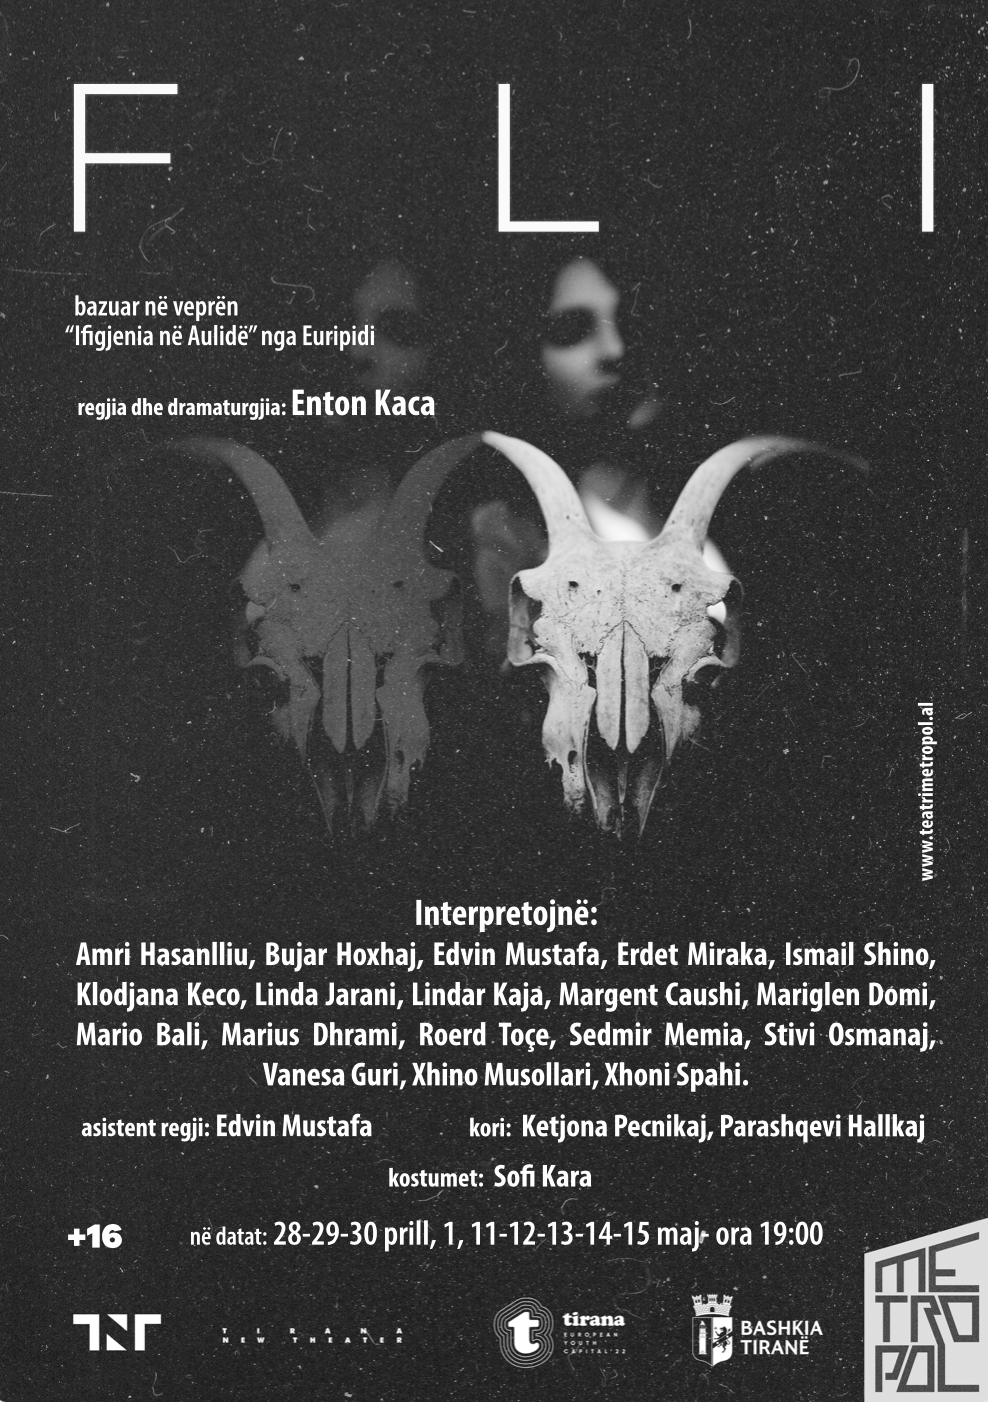 F L I
bazuar në veprën
“Ifigjenia në Aulidë” nga Euripidi
regjia dhe dramaturgjia: Enton Kaca
www.teatrimetropol.al
Interpretojnë:
Amri Hasanlliu, Bujar Hoxhaj, Edvin Mustafa, Erdet Miraka, Ismail Shino,
Klodjana Keco, Linda Jarani, Lindar Kaja, Margent Caushi, Mariglen Domi,
Mario Bali, Marius Dhrami, Roerd Toçe, Sedmir Memia, Stivi Osmanaj,
Vanesa Guri, Xhino Musollari, Xhoni Spahi.
asistent regji: Edvin Mustafa
kori: Ketjona Pecnikaj, Parashqevi Hallkaj
kostumet: Sofi Kara
+16
në datat: 28-29-30 prill, 1, 11-12-13-14-15 maj- ora 19:00
TNT
TIRANA
NEW THEATER
t
tirana
EUROPEAN
YOUTH
CAPITAL'22
BASHKIA
TIRANË
ME
TRO
POL